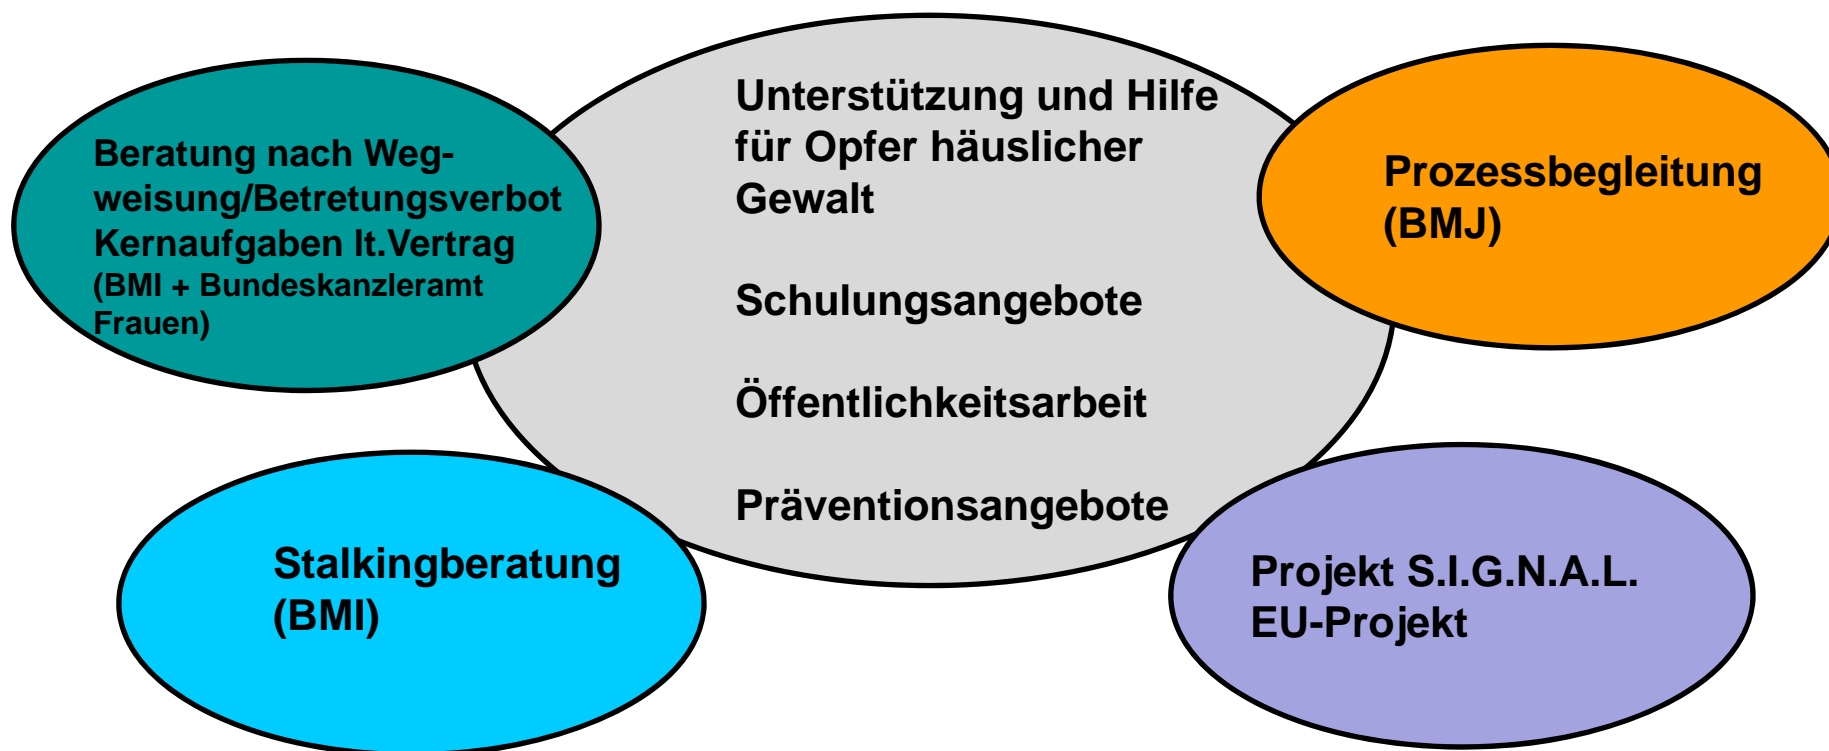 Beratung nach Weg-
weisung/Betretungsverbot
Kernaufgaben lt.Vertrag
(BMI + Bundeskanzleramt
Frauen)
Unterstützung und Hilfe
für Opfer häuslicher
Gewalt
Schulungsangebote
Öffentlichkeitsarbeit
Präventionsangebote
Prozessbegleitung
(BMJ)
Stalkingberatung
(BMI)
Projekt S.I.G.N.A.L.
EU-Projekt